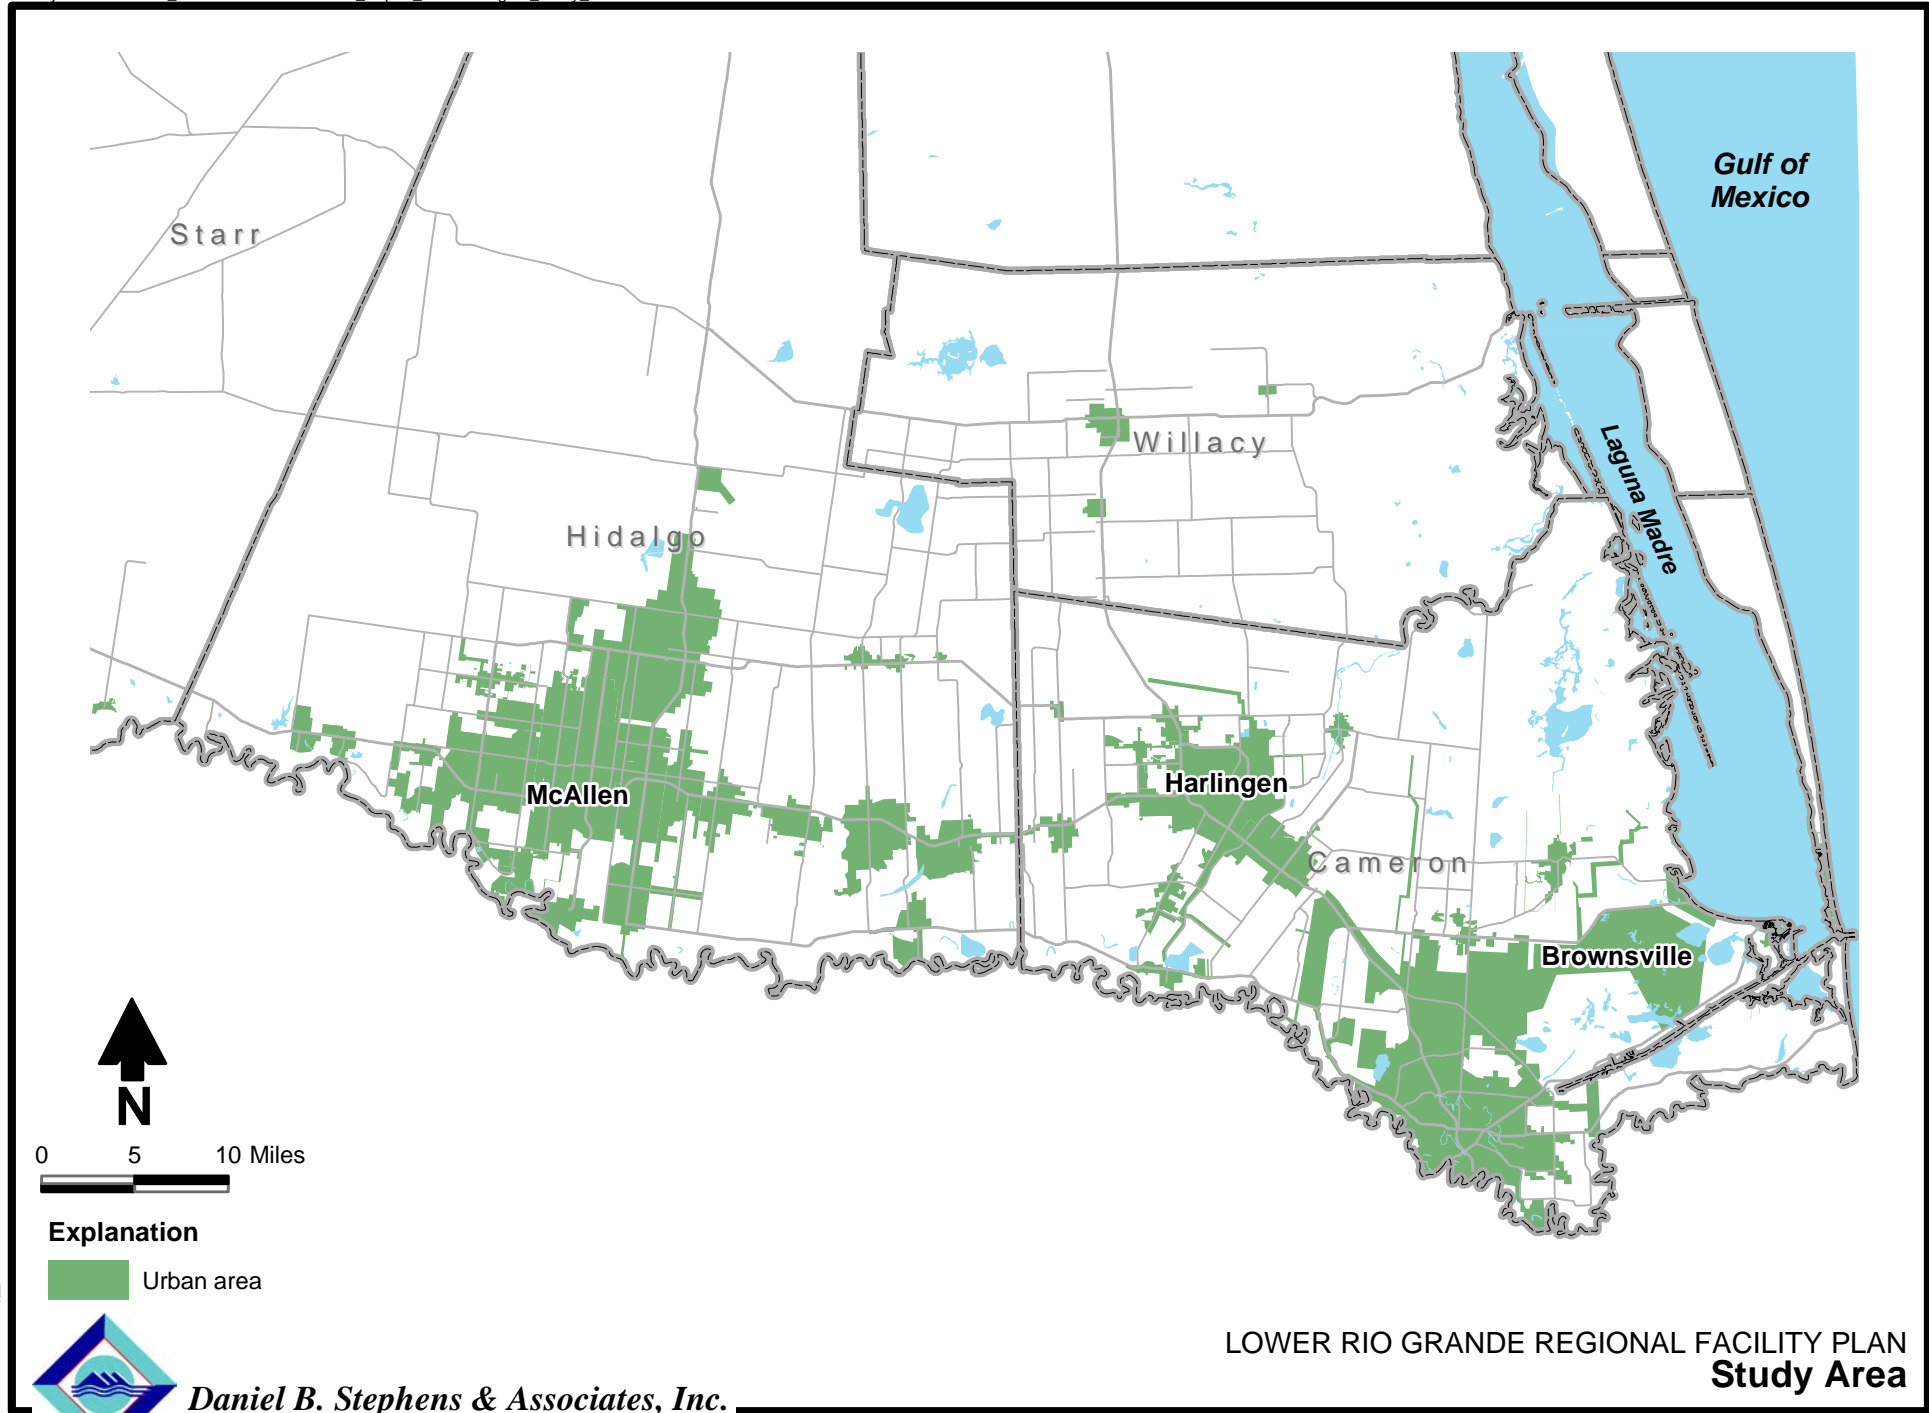 Gulf of
Mexico
Starr
Willacy
Laguna Madre
Hidalgo
McAllen
Harlingen
Cameron
Brownsville
N
0 5 10 Miles
Explanation
Urban area
LOWER RIO GRANDE REGIONAL FACILITY PLAN
Study Area
Daniel B. Stephens & Associates, Inc.